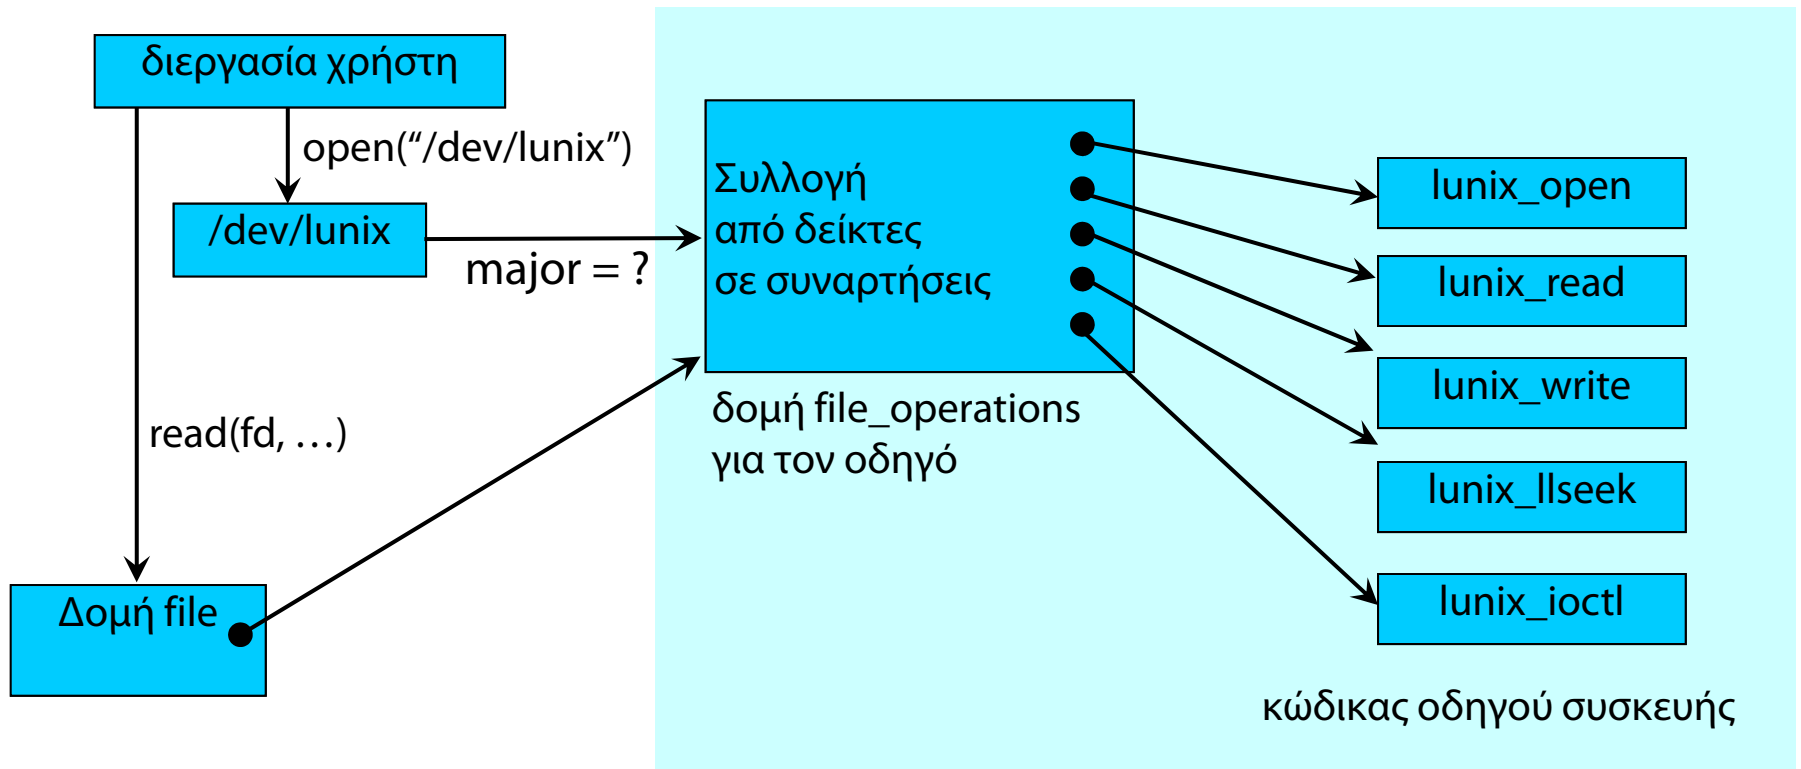 διεργασία χρήστη
open(“/dev/lunix”)
/dev/lunix
major = ?
read(fd, …)
Δομή file
Συλλογή
από δείκτες
σε συναρτήσεις
δομή file_operations
για τον οδηγό
lunix_open
lunix_read
lunix_write
lunix_llseek
lunix_ioctl
κώδικας οδηγού συσκευής